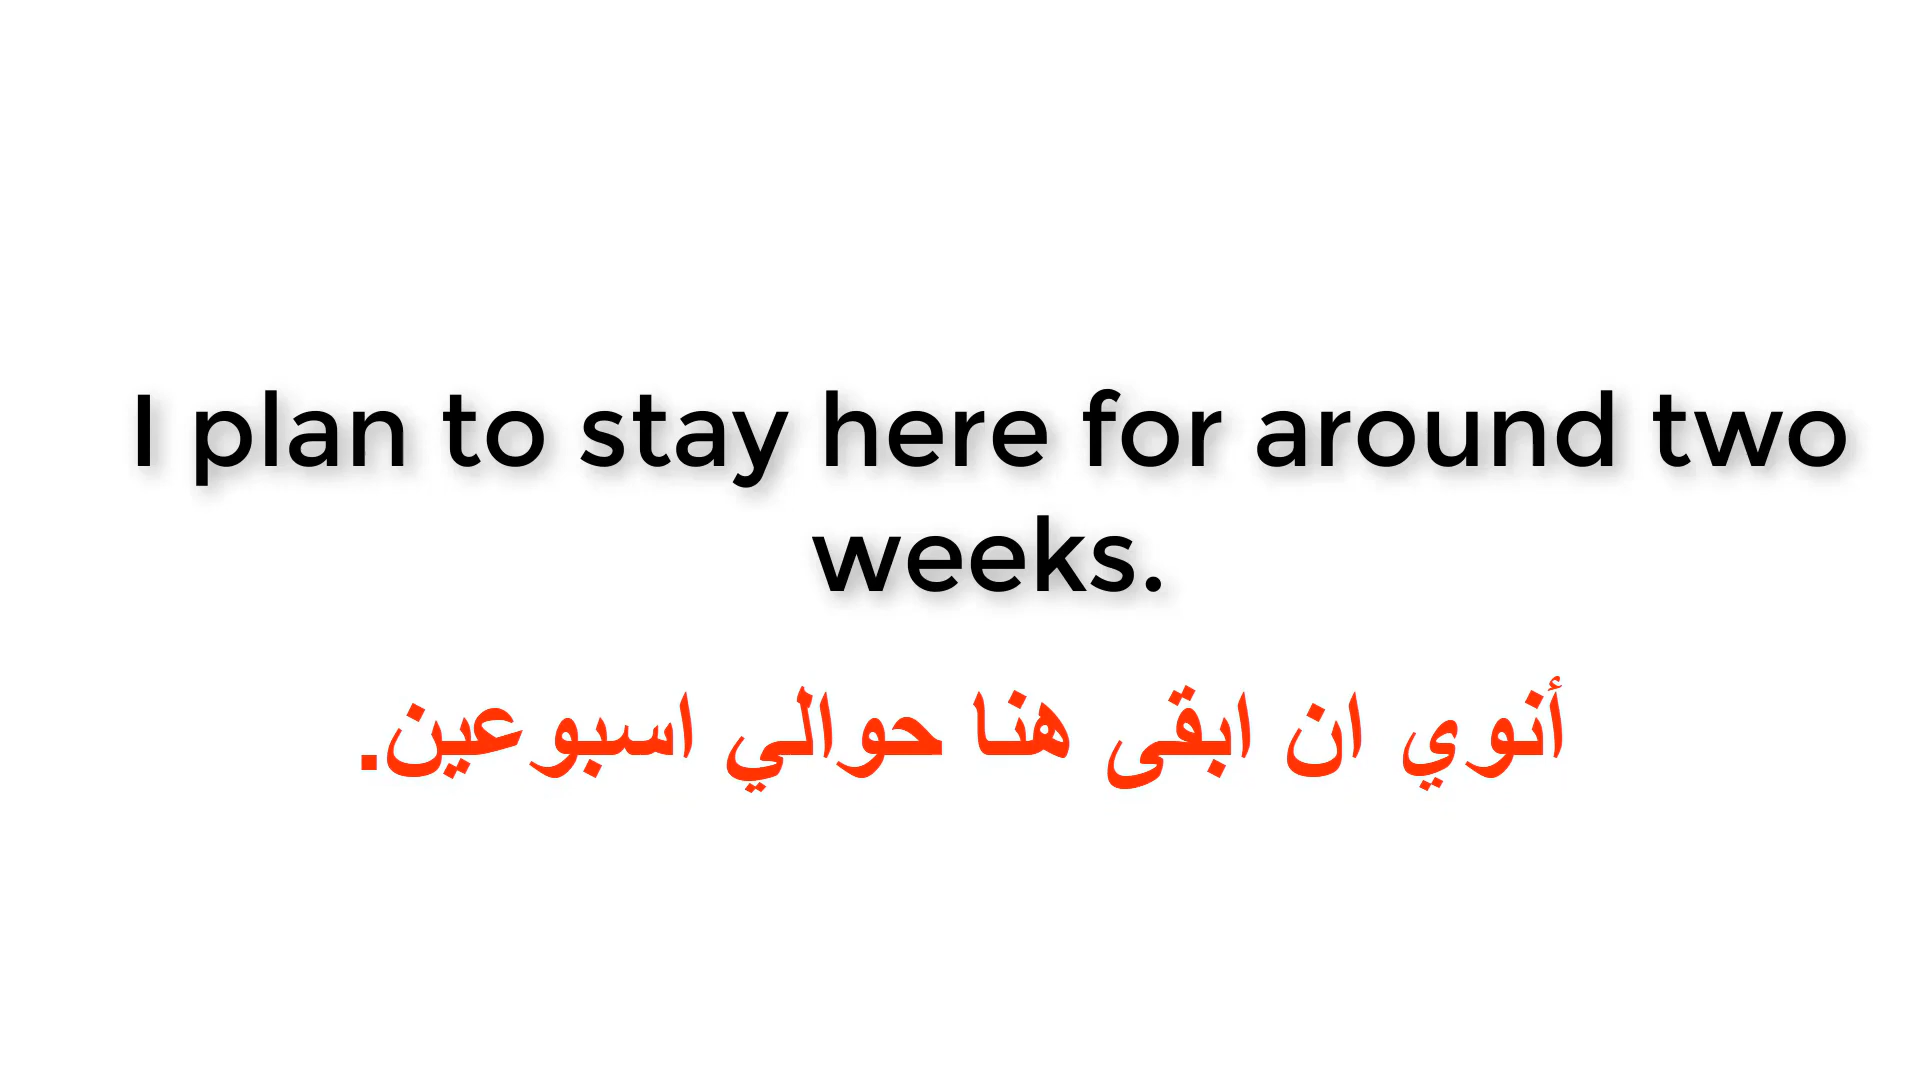 I plan to stay here for around two
weeks.
أنوي ان ابقى هنا حوالي اسبوعين.